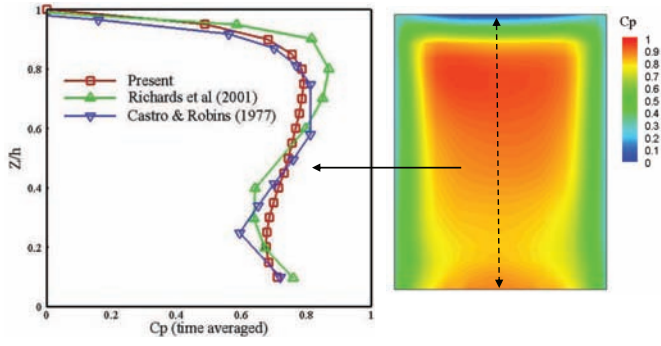 1
0.8
0.6
0.4
0.2
0
Z/h
Present
Richards et al (2001)
Castro & Robins (1977)
0 0.2 0.4 0.6 0.8 1
Cp (time averaged)
Cp
1
0.9
0.8
0.7
0.6
0.5
0.4
0.3
0.2
0.1
0